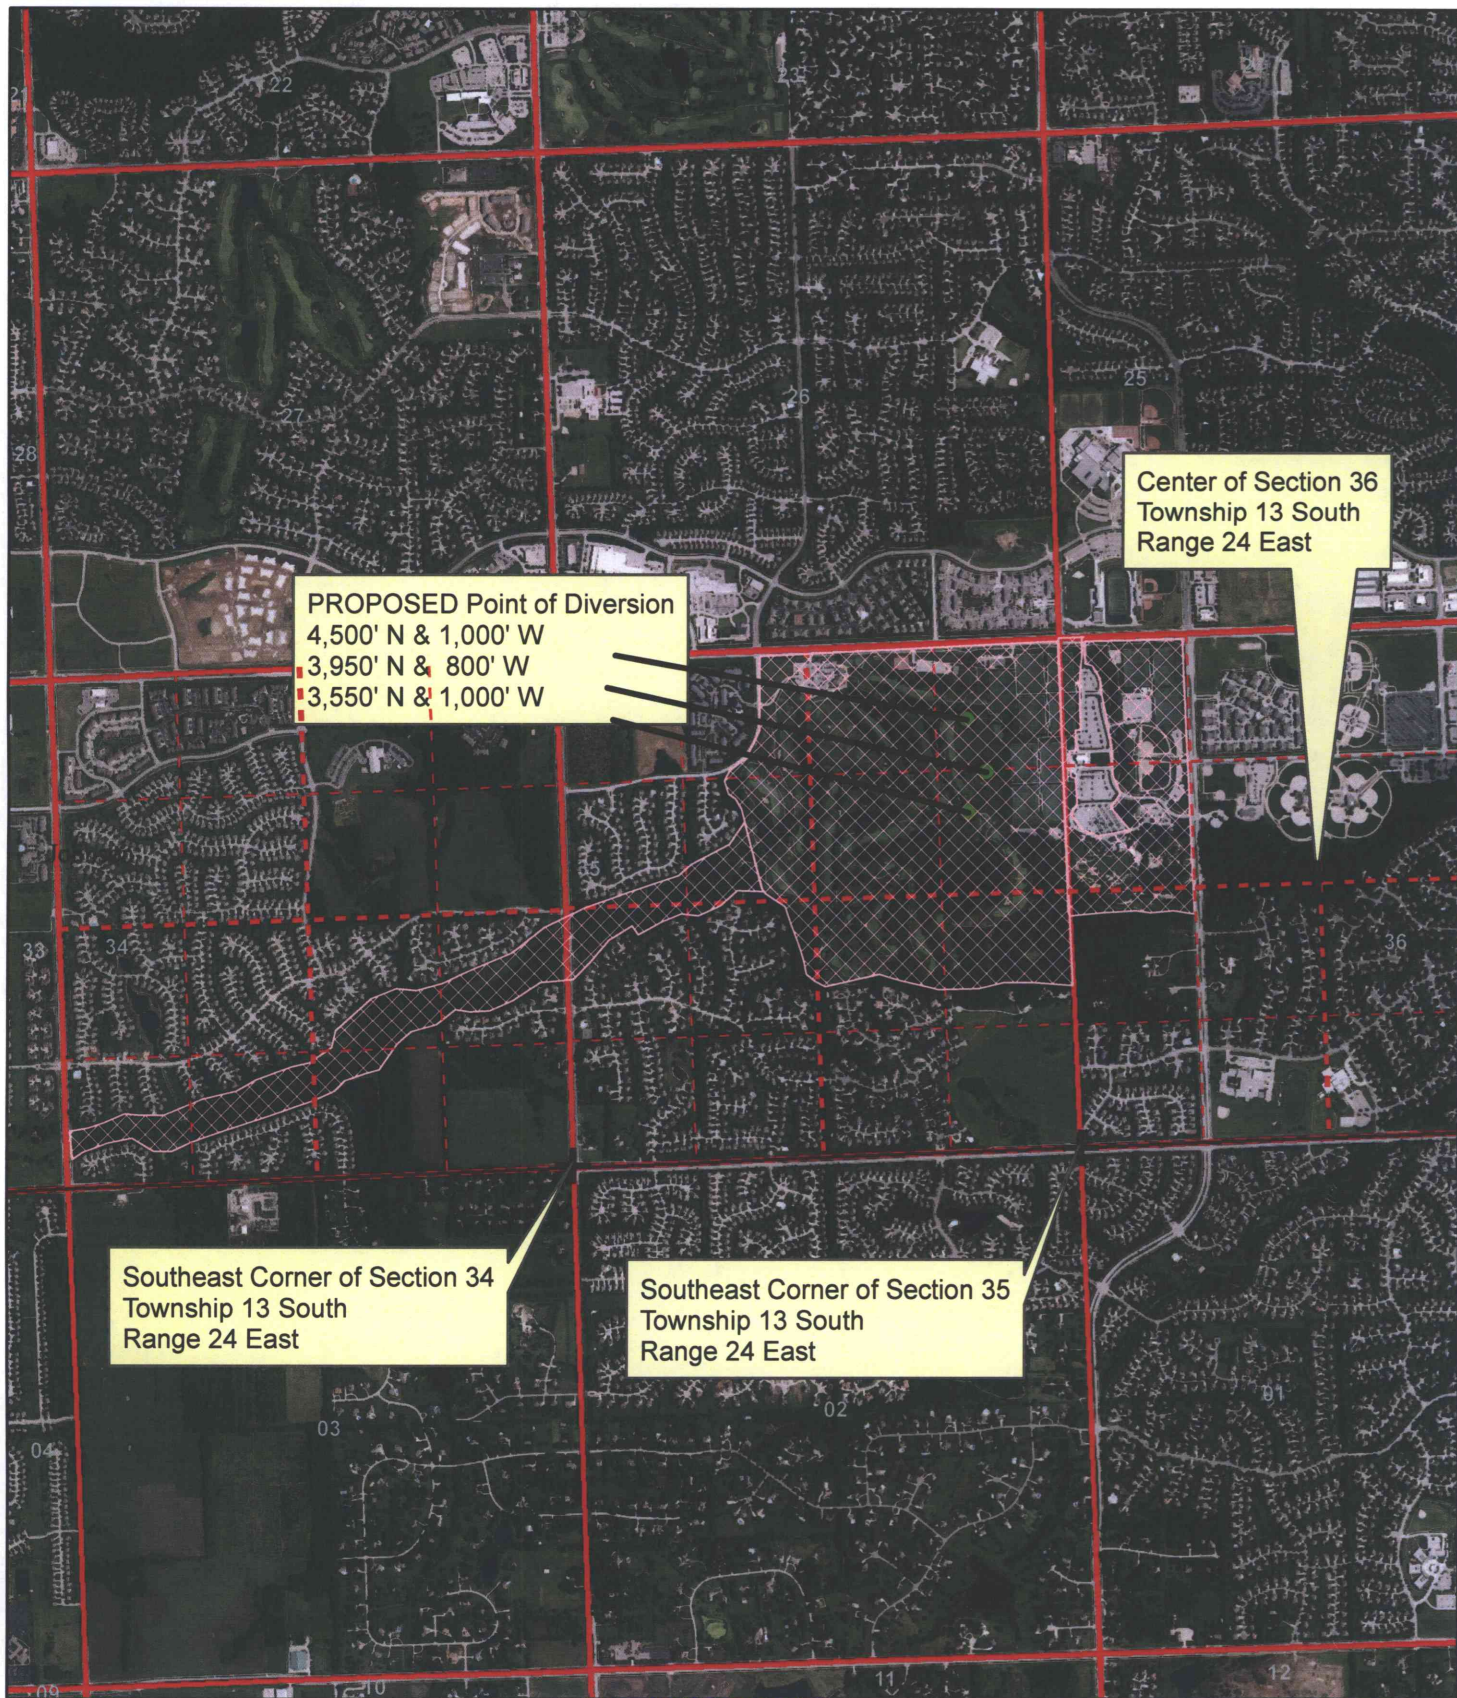 21
22
23
27
26
25
28
Center of Section 36
Township 13 South
Range 24 East
PROPOSED Point of Diversion
4,500' N & 1,000' W
3,950' N & 800' W
3,550' N & 1,000' W
33
34
36
Southeast Corner of Section 34
Township 13 South
Range 24 East
Southeast Corner of Section 35
Township 13 South
Range 24 East
04
03
02
01
09
10
11
12